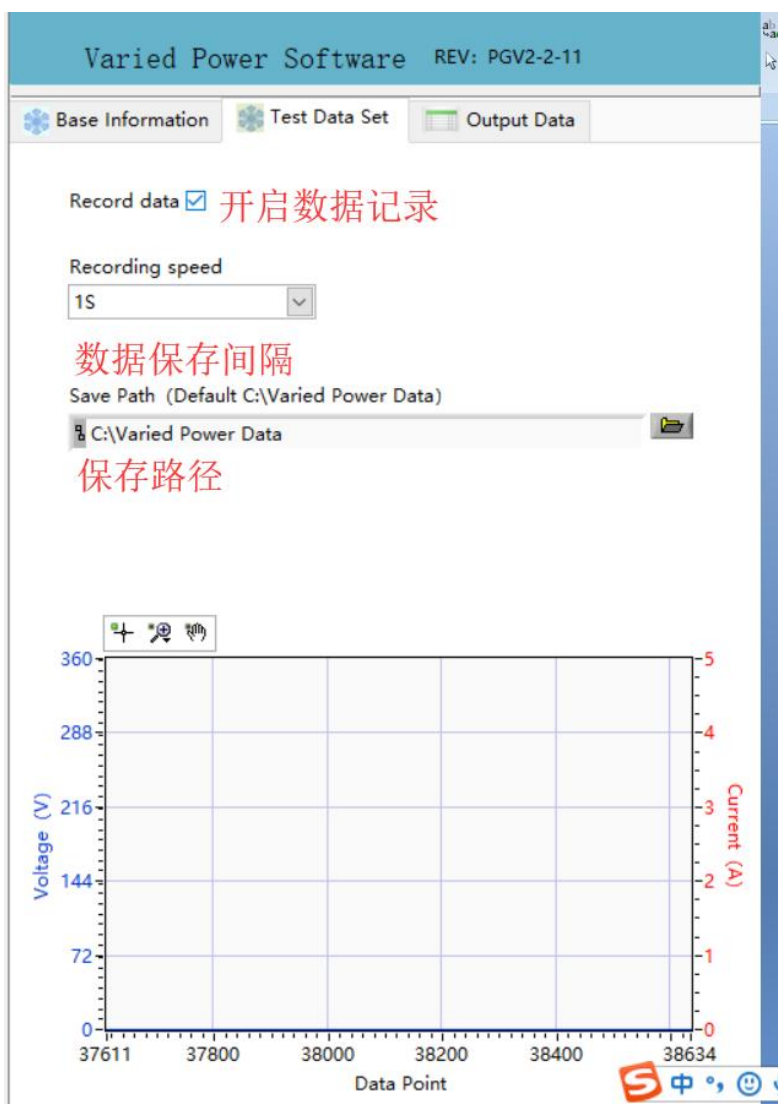 Varied Power Software REV: PGV2-2-11
Base Information Test Data Set Output Data
Record data 开启数据记录
Recording speed
1S
数据保存间隔
Save Path (Default C:\Varied Power Data)
C:\Varied Power Data
保存路径
360 5
288 4
216 3
144 2
72 1
0 0
Voltage (V)
Current (A)
37611 37800 38000 38200 38400 38634
Data Point
中